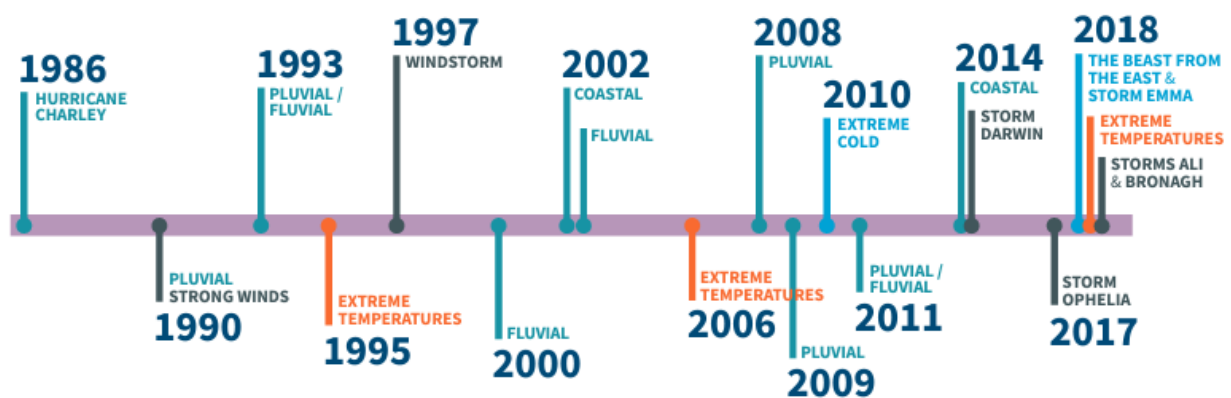 1986
HURRICANE
CHARLEY
PLUVIAL
STRONG WINDS
1990
1993
PLUVIAL /
FLUVIAL
EXTREME
TEMPERATURES
1995
1997
WINDSTORM
FLUVIAL
2000
2002
COASTAL
FLUVIAL
EXTREME
TEMPERATURES
2006
2008
PLUVIAL
PLUVIAL
2009
2010
EXTREME
COLD
PLUVIAL /
FLUVIAL
2011
2014
COASTAL
STORM
DARWIN
STORM
OPHELIA
2017
2018
THE BEAST FROM
THE EAST &
STORM EMMA
EXTREME
TEMPERATURES
STORMS ALI
& BRONAGH